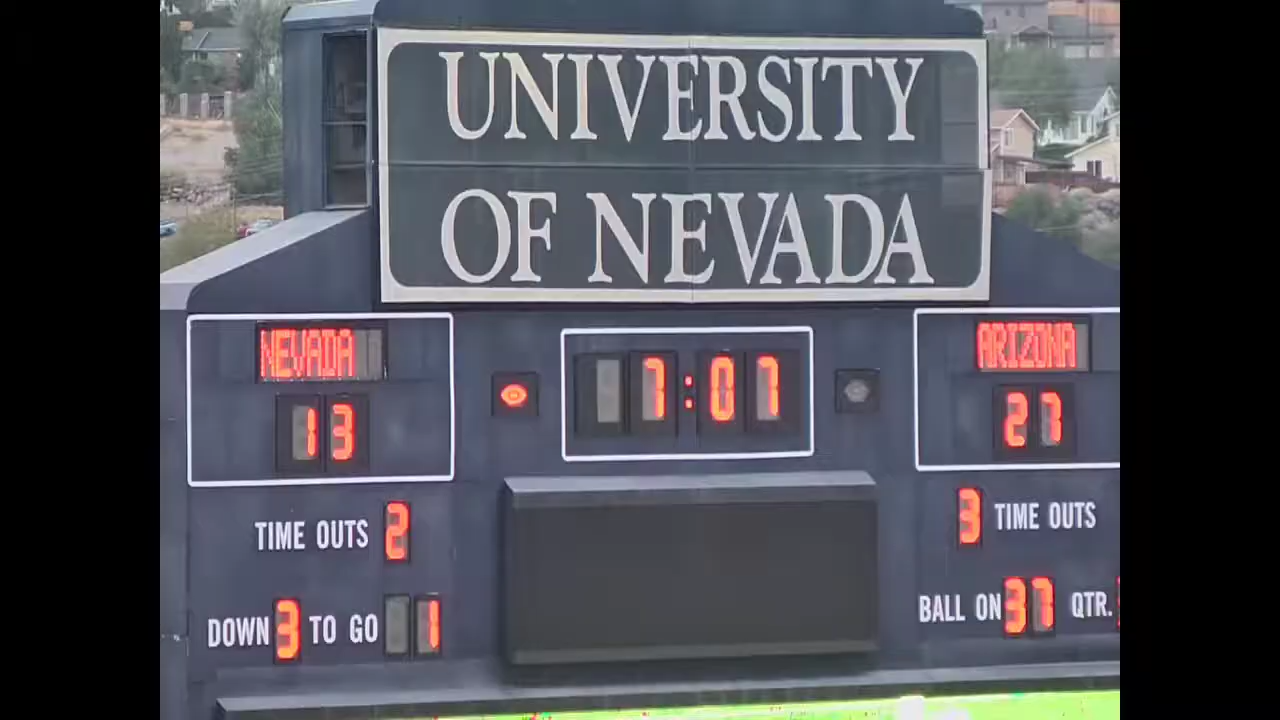 UNIVERSITY
OF NEVADA
NEVADA
13
7:07
ARIZONA
27
TIME OUTS 2
3 TIME OUTS
DOWN 3 TO GO 1
BALL ON 37 QTR.